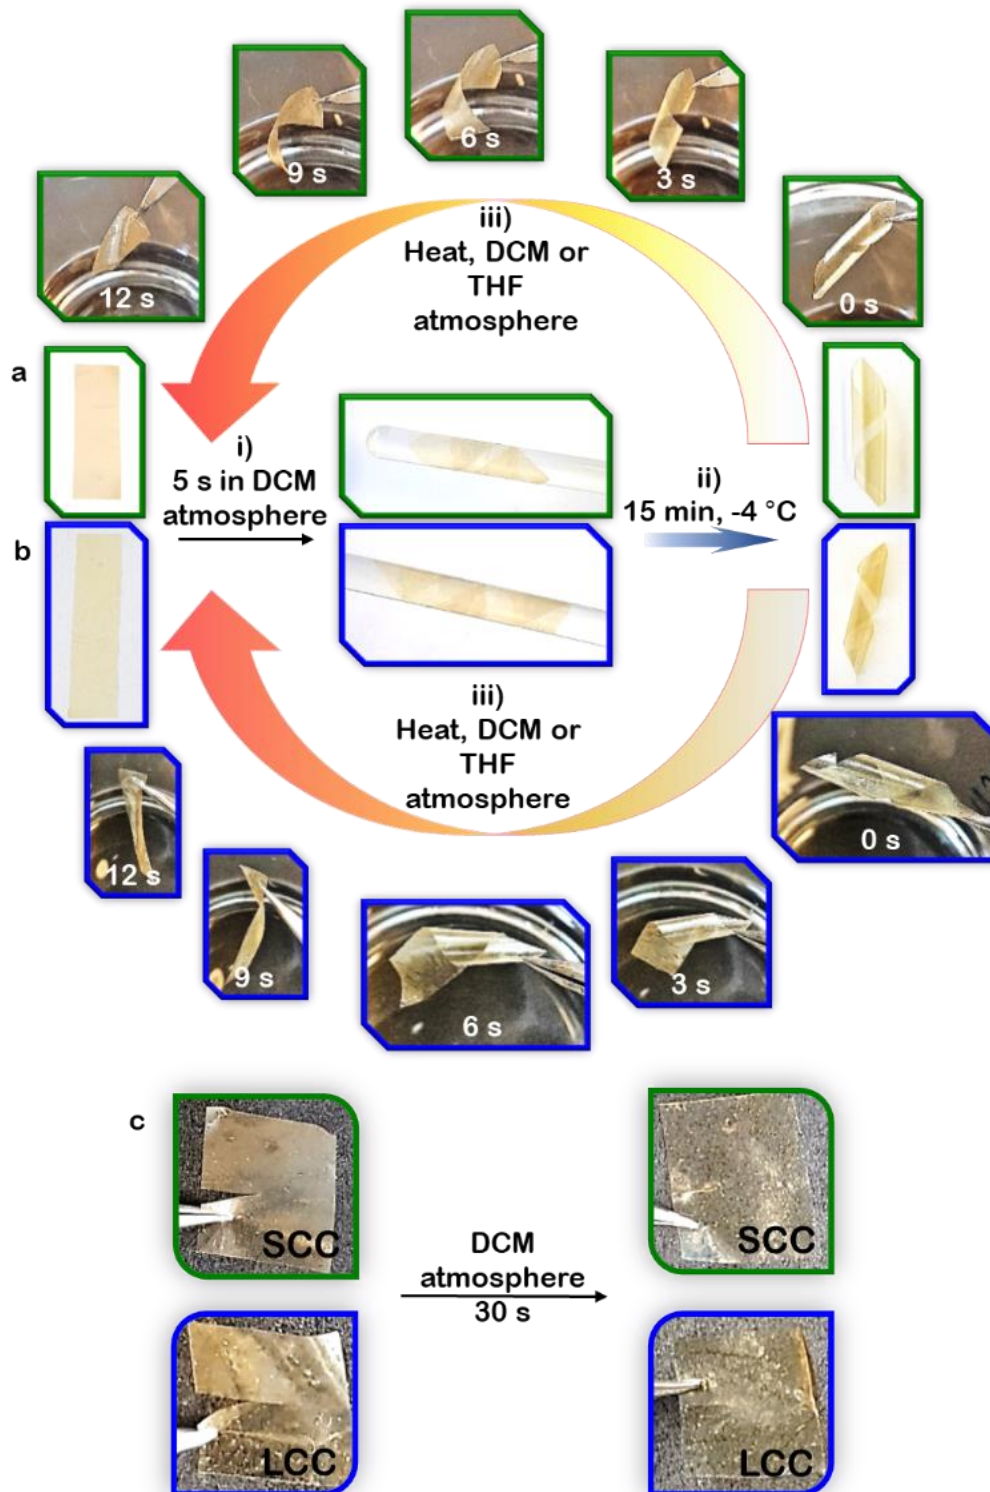 6 s
9 s
3 s
12 s
0 s
iii)
Heat, DCM or
THF
atmosphere
a
i)
5 s in DCM
atmosphere
ii)
15 min, -4 °C
b
iii)
Heat, DCM or
THF
atmosphere
0 s
12 s
9 s
3 s
6 s
c
SCC
DCM
atmosphere
30 s
SCC
LCC
LCC